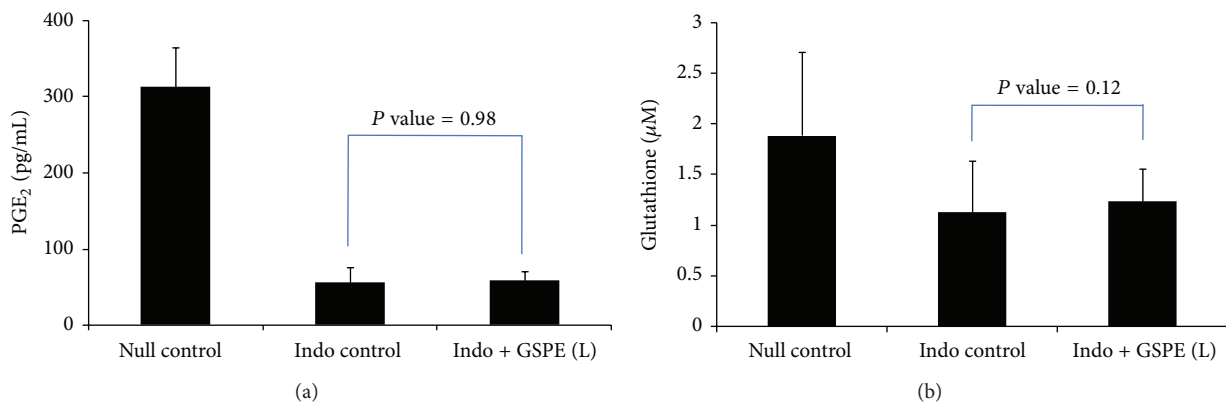 400
300
200
100
0
PGE₂ (pg/mL)
P value = 0.98
Null control
Indo control
Indo + GSPE (L)
(a)
3
2.5
2
1.5
1
0.5
0
Glutathione (μM)
P value = 0.12
Null control
Indo control
Indo + GSPE (L)
(b)